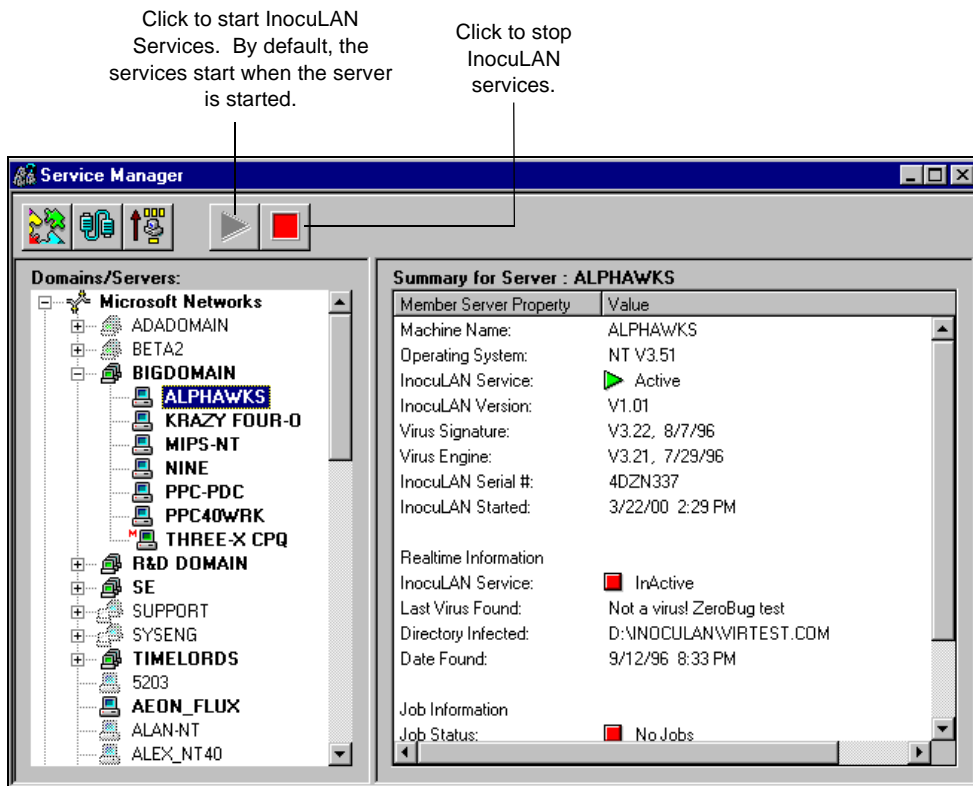 Click to start InocuLAN
Services.  By default, the
services start when the server
is started.
Click to stop
InocuLAN
services.
Service Manager
Domains/Servers:
Microsoft Networks
ADADOMAIN
BETA2
BIGDOMAIN
ALPHAWKS
KRAZY FOUR-O
MIPS-NT
NINE
PPC-PDC
PPC40WRK
M THREE-X CPQ
R&D DOMAIN
SE
SUPPORT
SYSENG
TIMELORDS
5203
AEON_FLUX
ALAN-NT
ALEX_NT40
Summary for Server : ALPHAWKS
Member Server Property Value
Machine Name: ALPHAWKS
Operating System: NT V3.51
InocuLAN Service: Active
InocuLAN Version: V1.01
Virus Signature: V3.22, 8/7/96
Virus Engine: V3.21, 7/29/96
InocuLAN Serial #: 4DZN337
InocuLAN Started: 3/22/00 2:29 PM
Realtime Information
InocuLAN Service: InActive
Last Virus Found: Not a virus! ZeroBug test
Directory Infected: D:\INOCULAN\VIRTEST.COM
Date Found: 9/12/96 8:33 PM
Job Information
Job Status: No Jobs